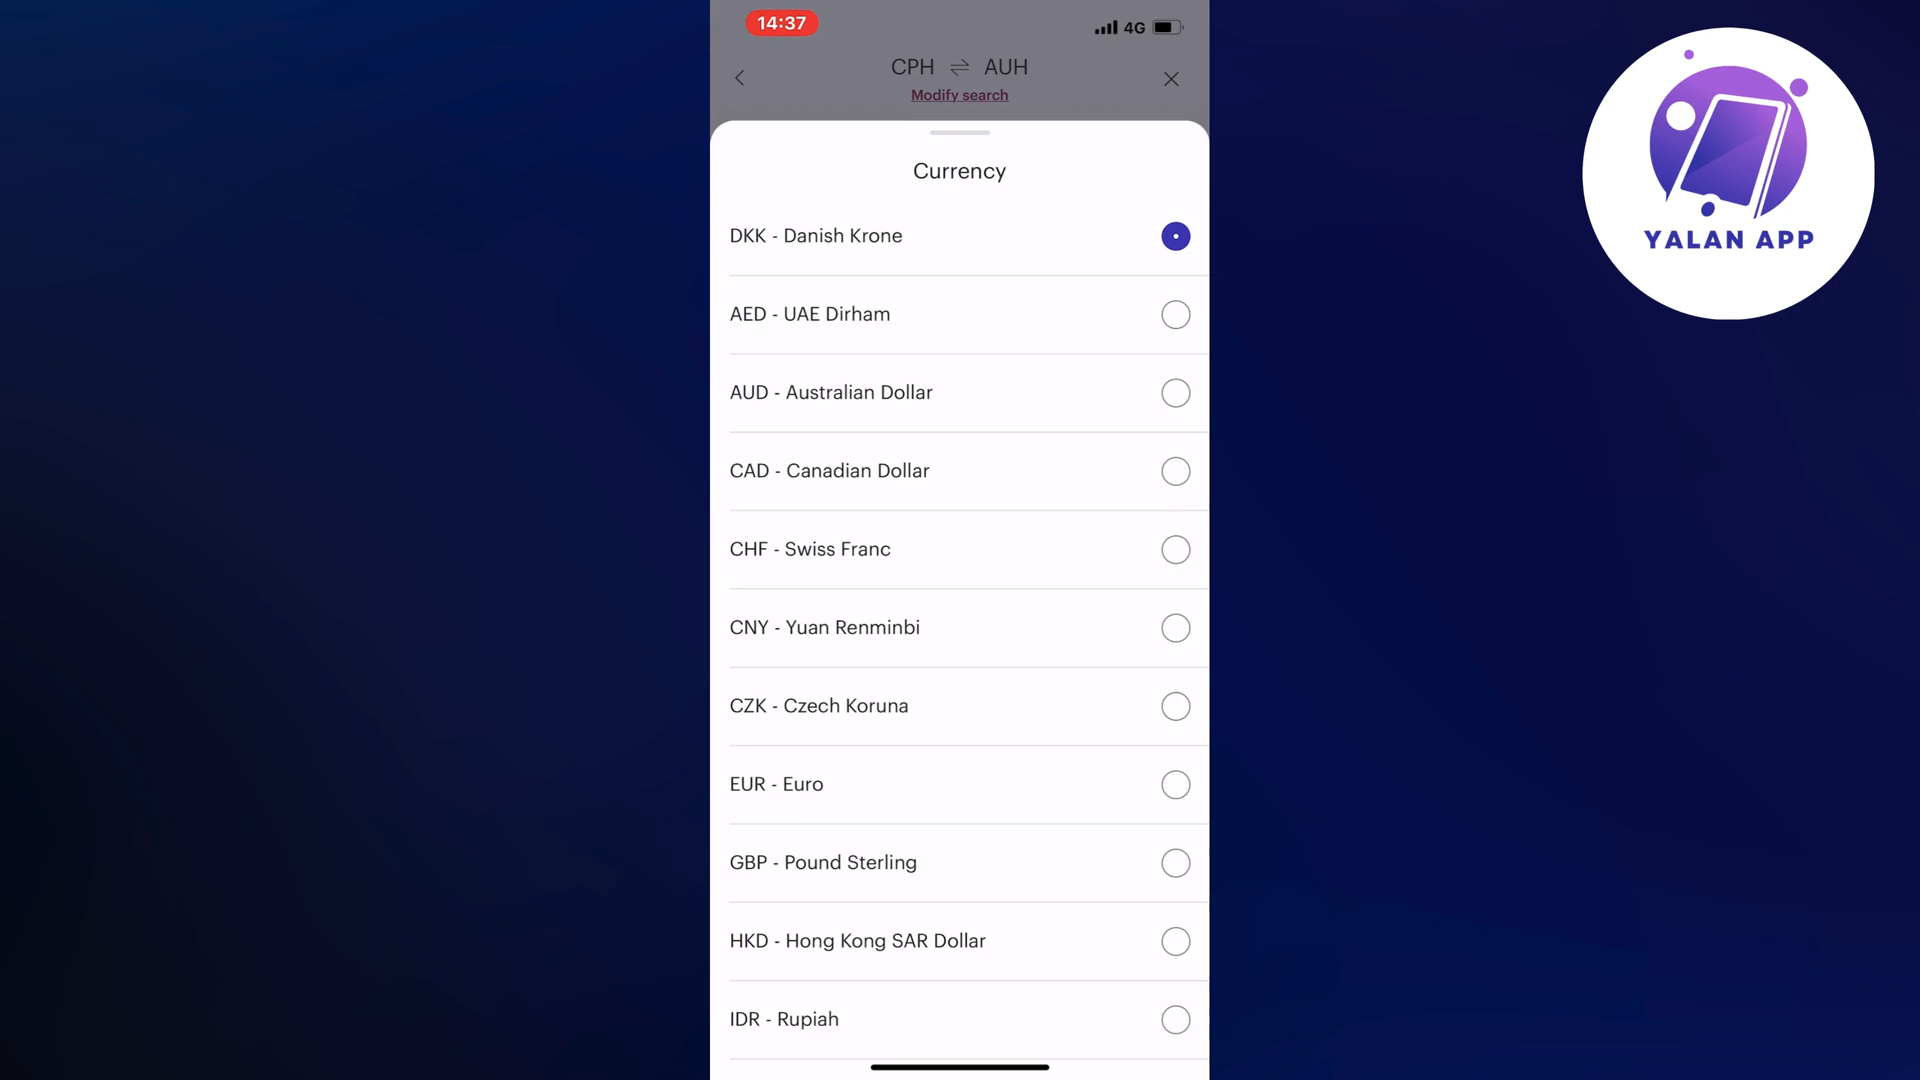 14:37
4G
CPH ⇌ AUH
Modify search
Currency
DKK - Danish Krone
AED - UAE Dirham
AUD - Australian Dollar
CAD - Canadian Dollar
CHF - Swiss Franc
CNY - Yuan Renminbi
CZK - Czech Koruna
EUR - Euro
GBP - Pound Sterling
HKD - Hong Kong SAR Dollar
IDR - Rupiah
YALAN APP